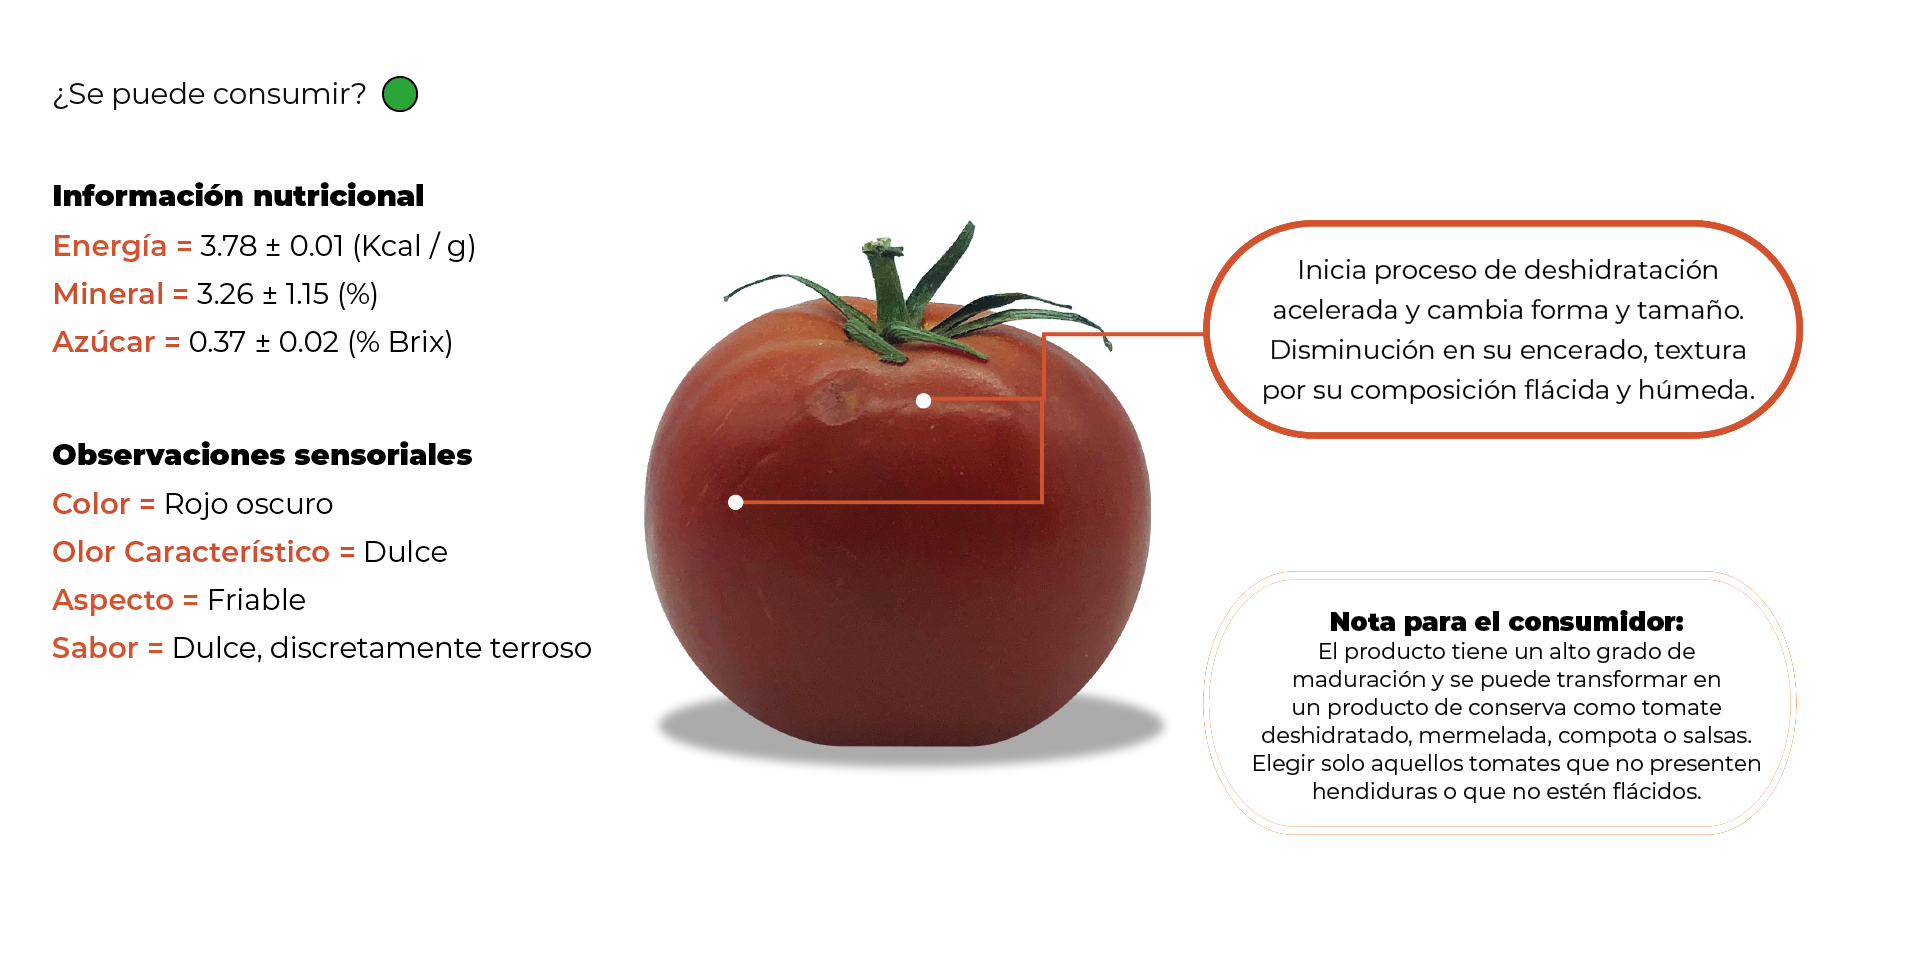 ¿Se puede consumir?
Información nutricional
Energía = 3.78 ± 0.01 (Kcal / g)
Mineral = 3.26 ± 1.15 (%)
Azúcar = 0.37 ± 0.02 (% Brix)
Observaciones sensoriales
Color = Rojo oscuro
Olor Característico = Dulce
Aspecto = Friable
Sabor = Dulce, discretamente terroso
Inicia proceso de deshidratación
acelerada y cambia forma y tamaño.
Disminución en su encerado, textura
por su composición flácida y húmeda.
Nota para el consumidor:
El producto tiene un alto grado de
maduración y se puede transformar en
un producto de conserva como tomate
deshidratado, mermelada, compota o salsas.
Elegir solo aquellos tomates que no presenten
hendiduras o que no estén flácidos.